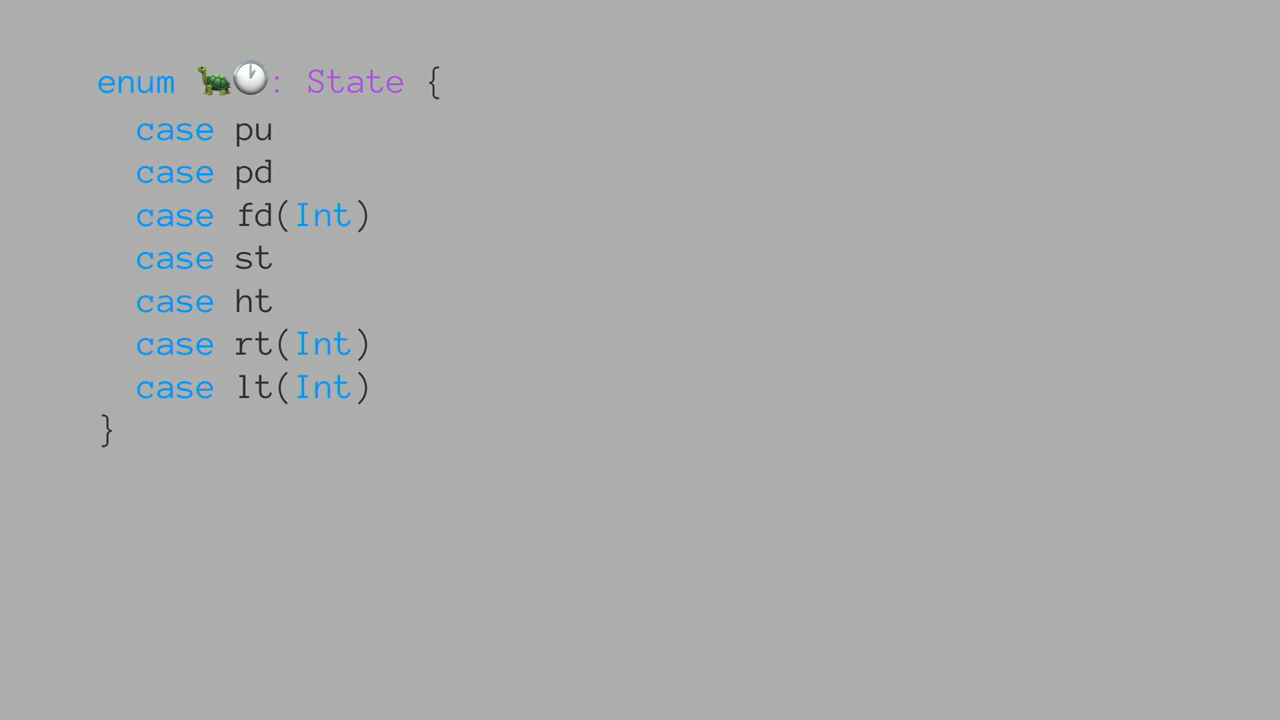 enum 🐢🕐: State {
  case pu
  case pd
  case fd(Int)
  case st
  case ht
  case rt(Int)
  case lt(Int)
}